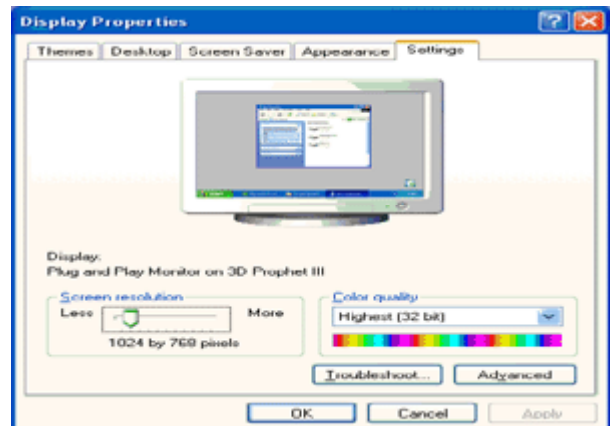 Display Properties
Themes Desktop Screen Saver Appearance Settings
Display:
Plug and Play Monitor on 3D Prophet III
Screen resolution
Less More
1024 by 768 pixels
Color quality
Highest (32 bit)
Troubleshoot... Advanced
OK Cancel Apply